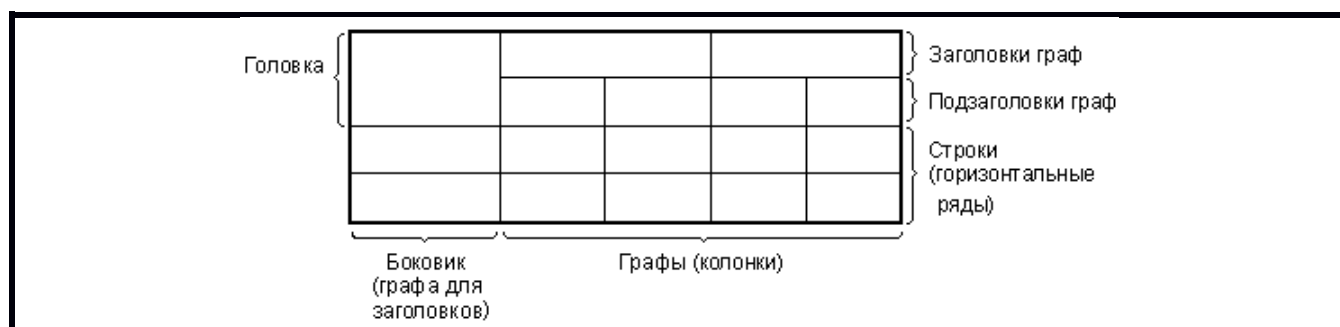 Головка
Заголовки граф
Подзаголовки граф
Строки
(горизонтальные
ряды)
Боковик
(графа для
заголовков)
Графы (колонки)